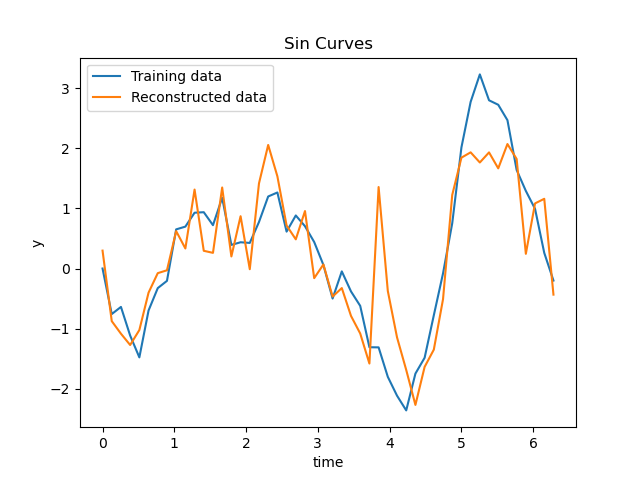 Sin Curves
Training data
Reconstructed data
y
3
2
1
0
−1
−2
0 1 2 3 4 5 6
time